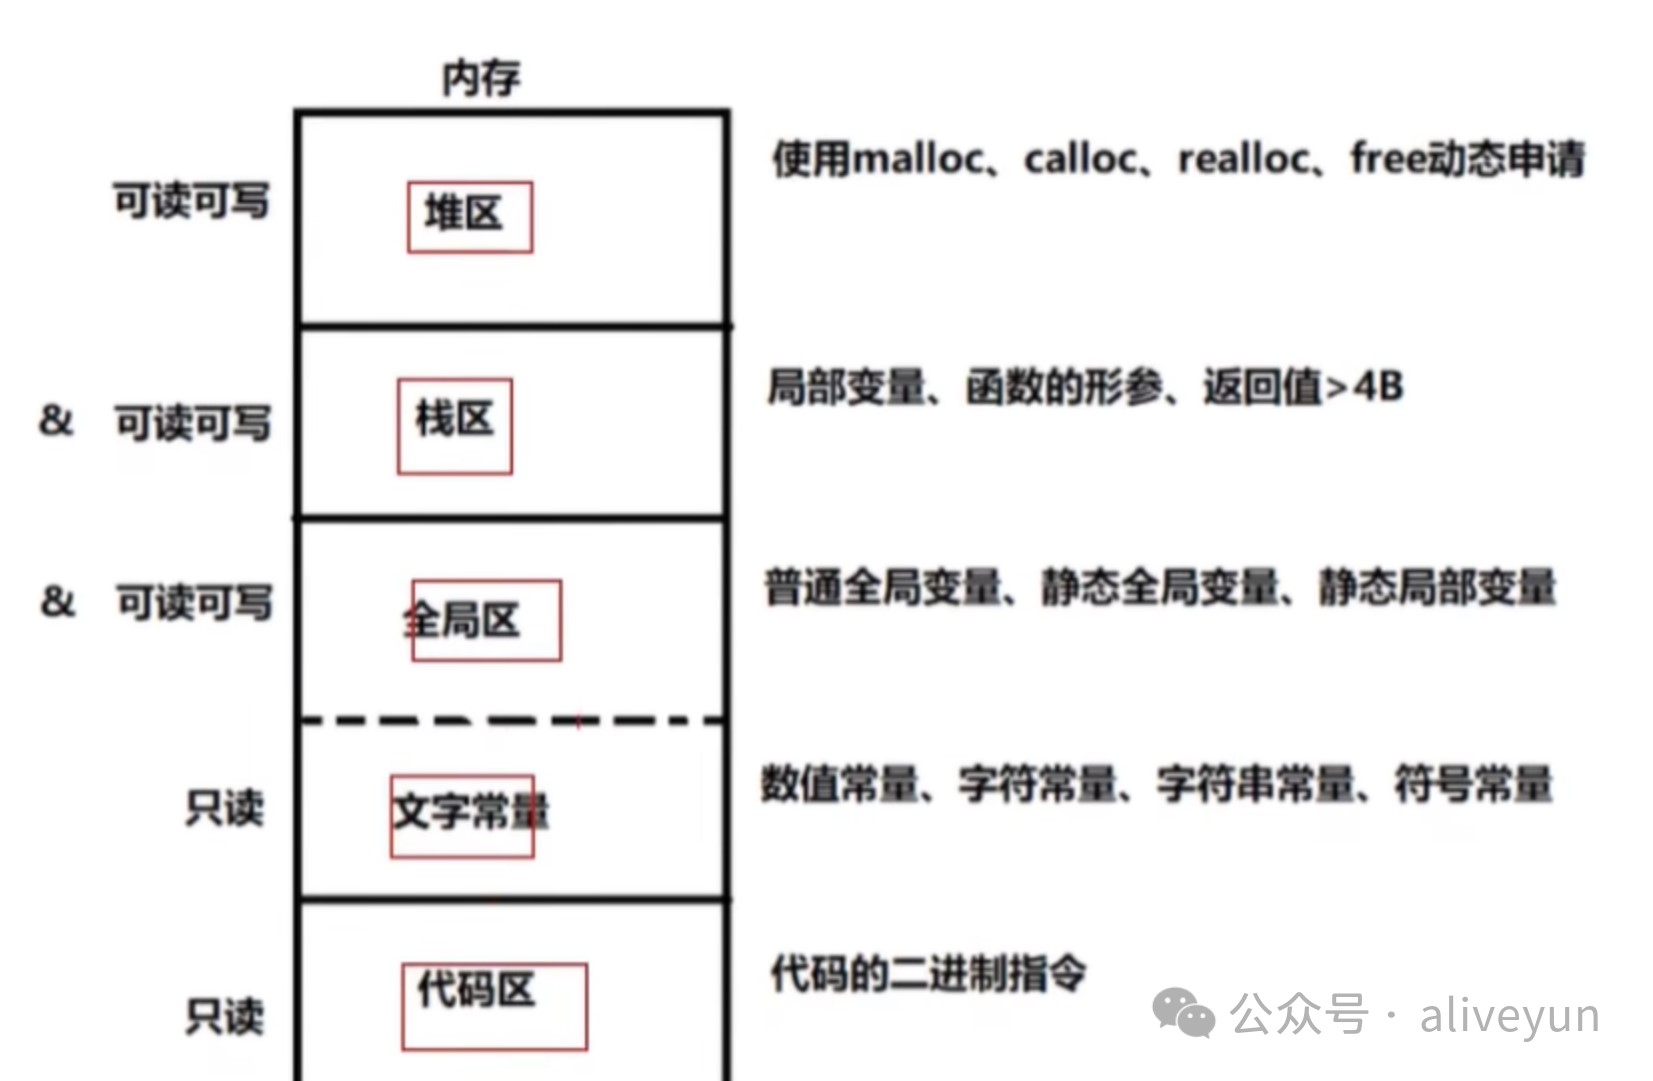 内存
可读可写 堆区 使用malloc、calloc、realloc、free动态申请
& 可读可写 栈区 局部变量、函数的形参、返回值>4B
& 可读可写 全局区 普通全局变量、静态全局变量、静态局部变量
只读 文字常量 数值常量、字符常量、字符串常量、符号常量
只读 代码区 代码的二进制指令
公众号 · aliveyun